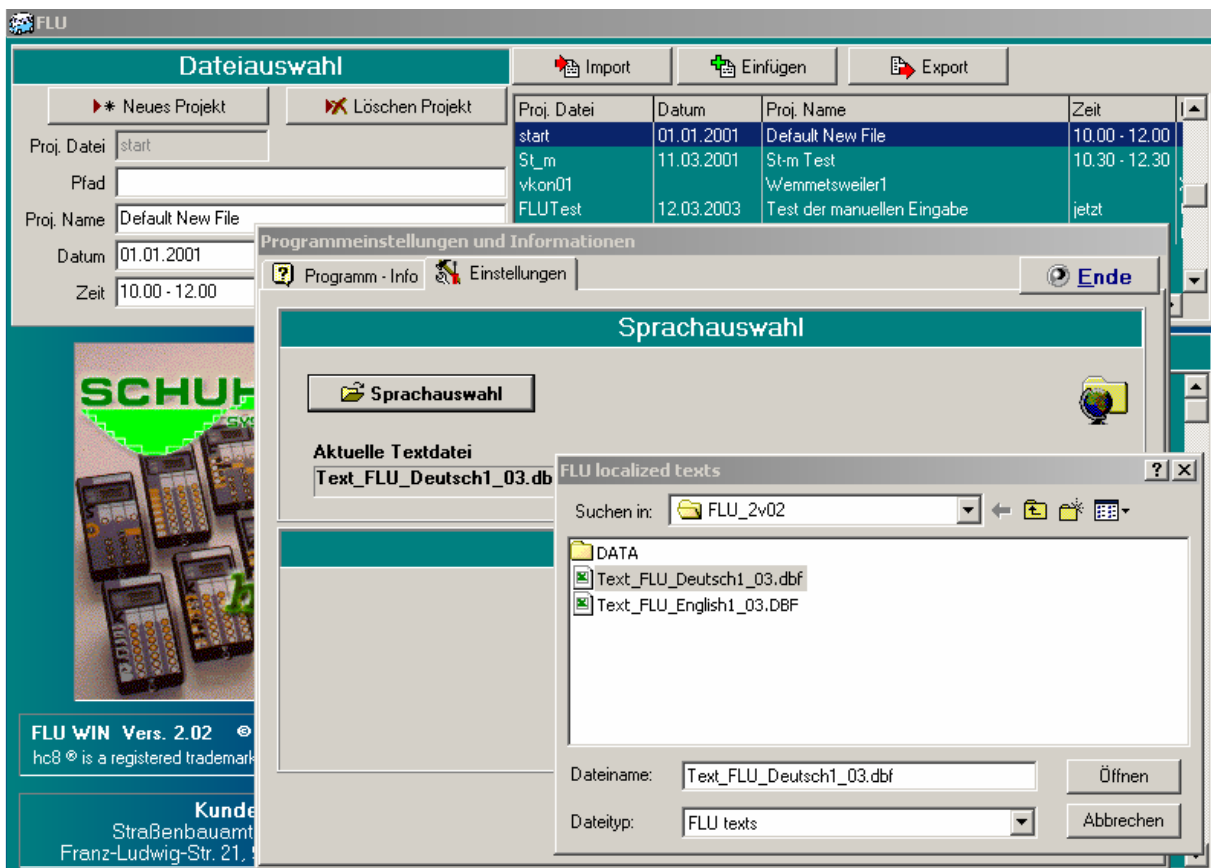 FLU
Dateiauswahl
Import
Einfügen
Export
Neues Projekt
Löschen Projekt
Proj. Datei
start
Pfad
Proj. Name
Default New File
Datum
01.01.2001
Zeit
10.00 - 12.00
Proj. Datei Datum Proj. Name Zeit
start 01.01.2001 Default New File 10.00 - 12.00
St_m 11.03.2001 St-m Test 10.30 - 12.30
vkon01 Wemmetsweiler1
FLUTest 12.03.2003 Test der manuellen Eingabe jetzt
Programmeinstellungen und Informationen
Programm - Info
Einstellungen
Ende
Sprachauswahl
Sprachauswahl
Aktuelle Textdatei
Text_FLU_Deutsch1_03.db
FLU localized texts
Suchen in:
FLU_2v02
DATA
Text_FLU_Deutsch1_03.dbf
Text_FLU_English1_03.DBF
Dateiname:
Text_FLU_Deutsch1_03.dbf
Öffnen
Dateityp:
FLU texts
Abbrechen
SCHUH
SYS
FLU WIN Vers. 2.02 ©
hc8 ® is a registered trademark
Kunde
Straßenbauamt
Franz-Ludwig-Str. 21,